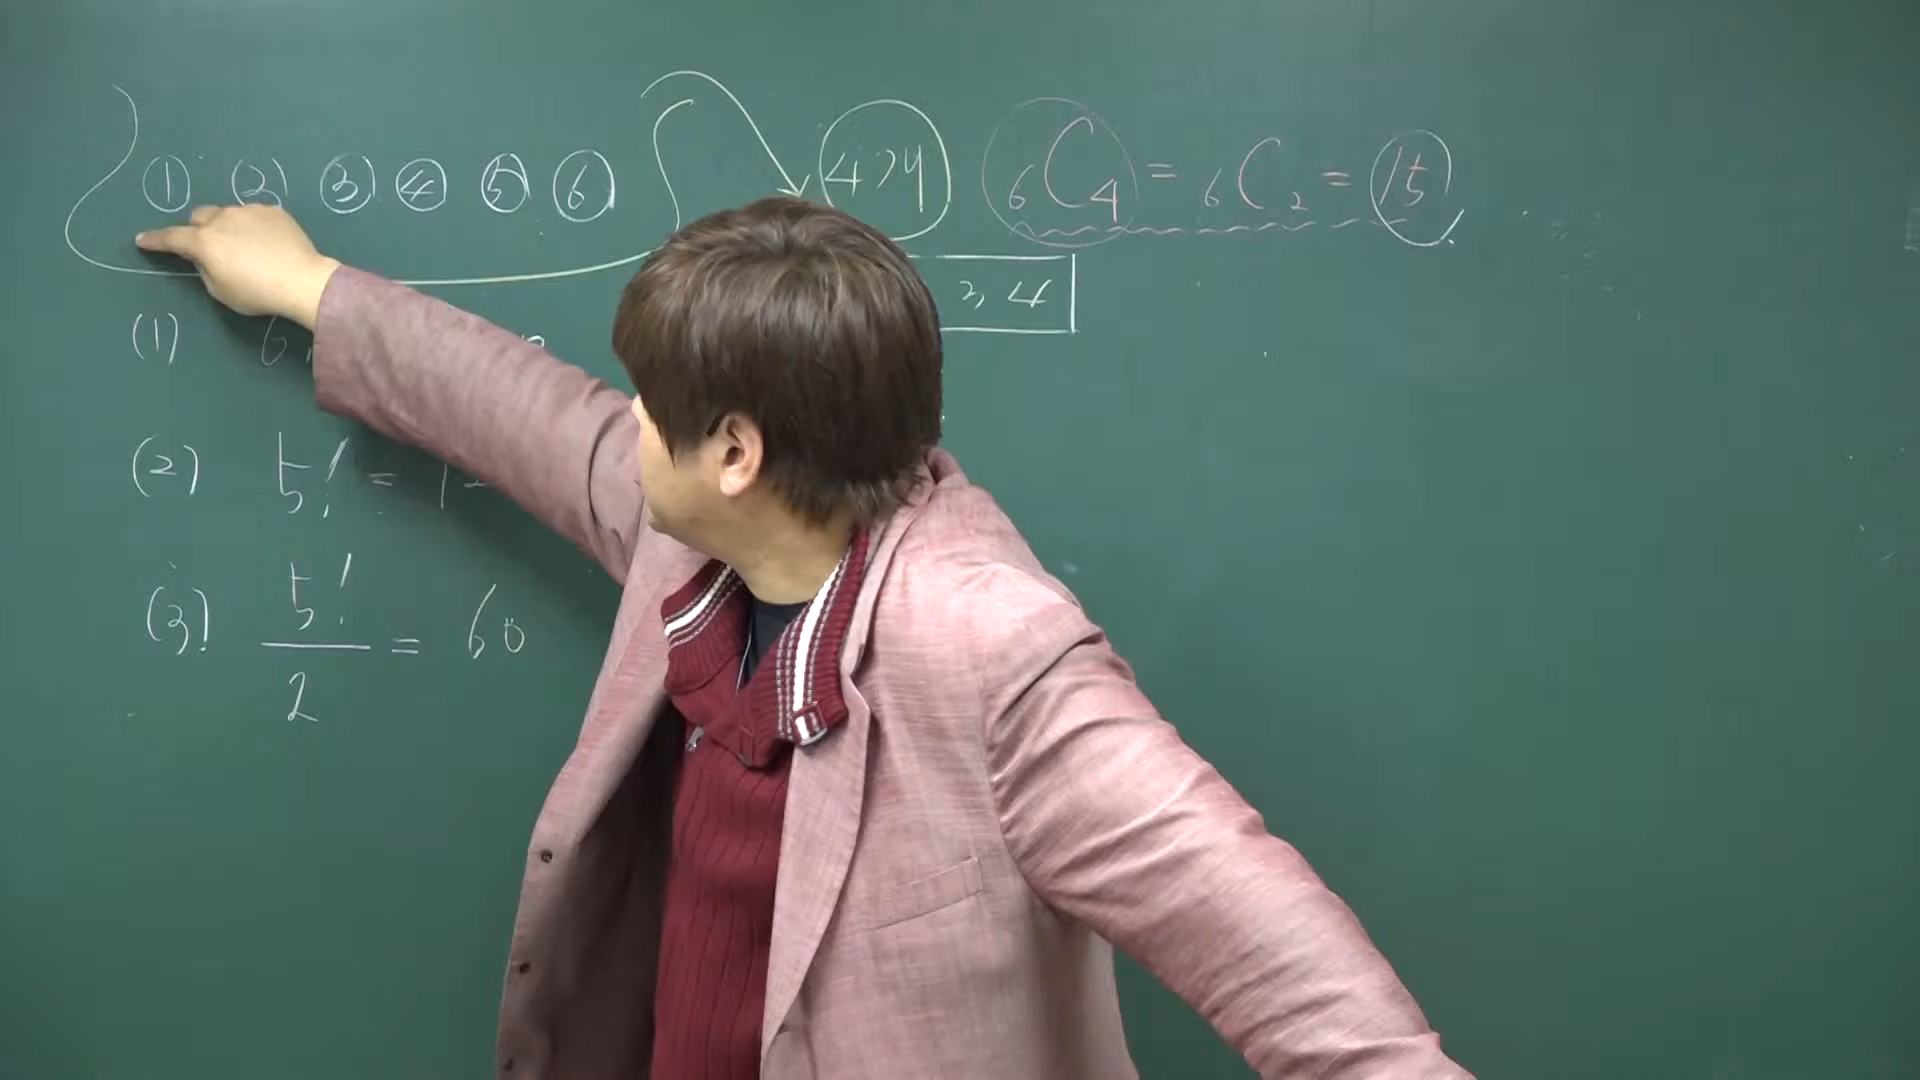 ① ② ③ ④ ⑤ ⑥ 4개 ₆C₄ = ₆C₂ = 15
3, 4
(1) 6
(2) 5! = 1
(3) 5!/2 = 60